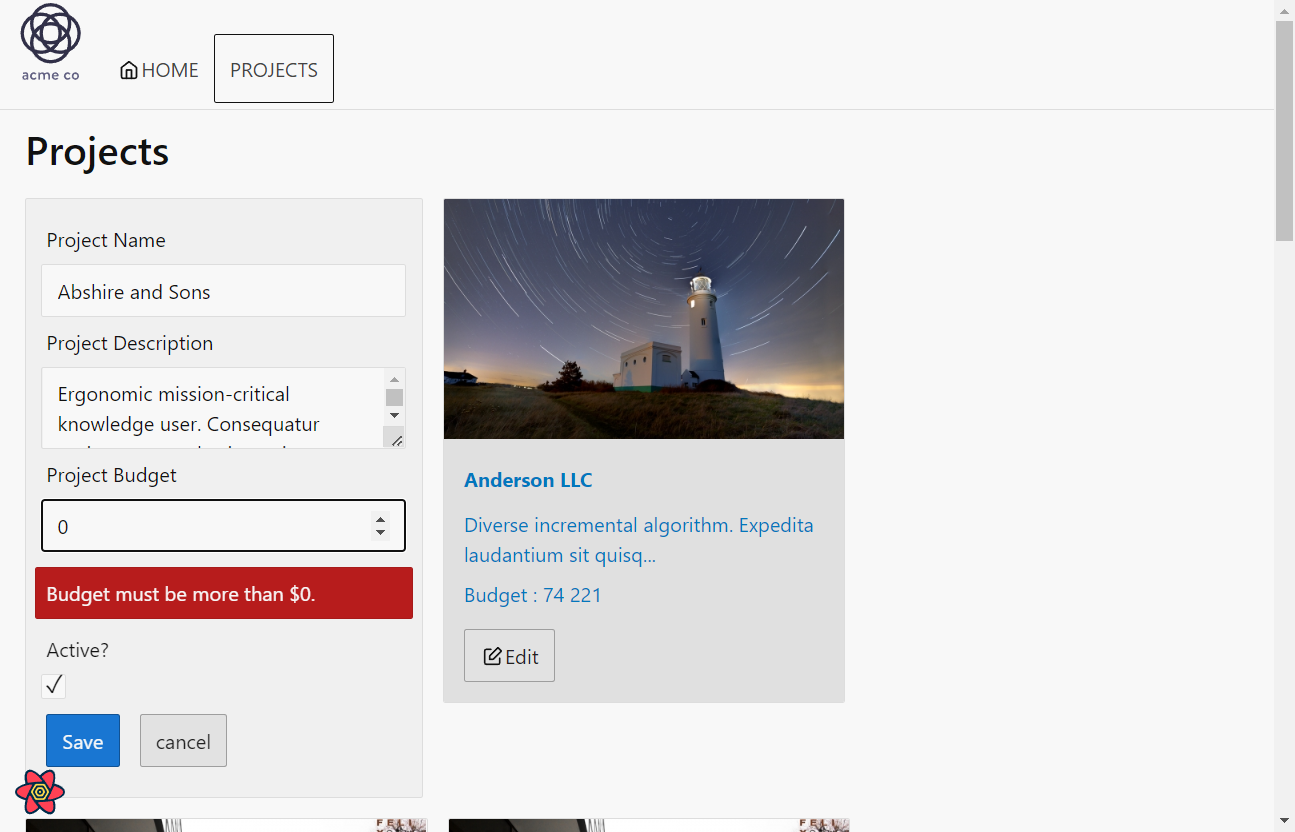 acme co
HOME
PROJECTS
Projects
Project Name
Abshire and Sons
Project Description
Ergonomic mission-critical
knowledge user. Consequatur
Project Budget
0
Budget must be more than $0.
Active?
Save
cancel
Anderson LLC
Diverse incremental algorithm. Expedita
laudantium sit quisq...
Budget : 74 221
Edit